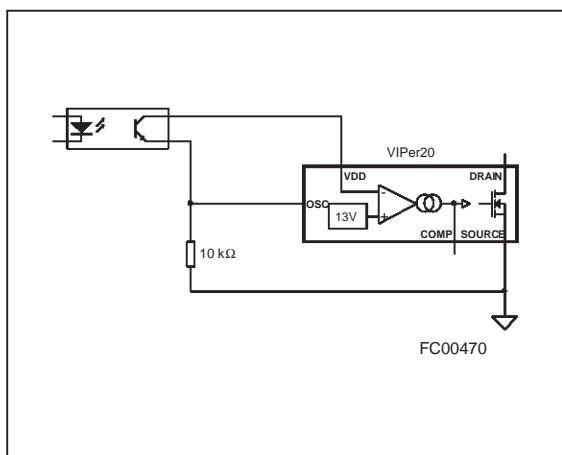 VIPer20
VDD
DRAIN
OSC
13V
-
+
COMP
SOURCE
10 kΩ
FC00470